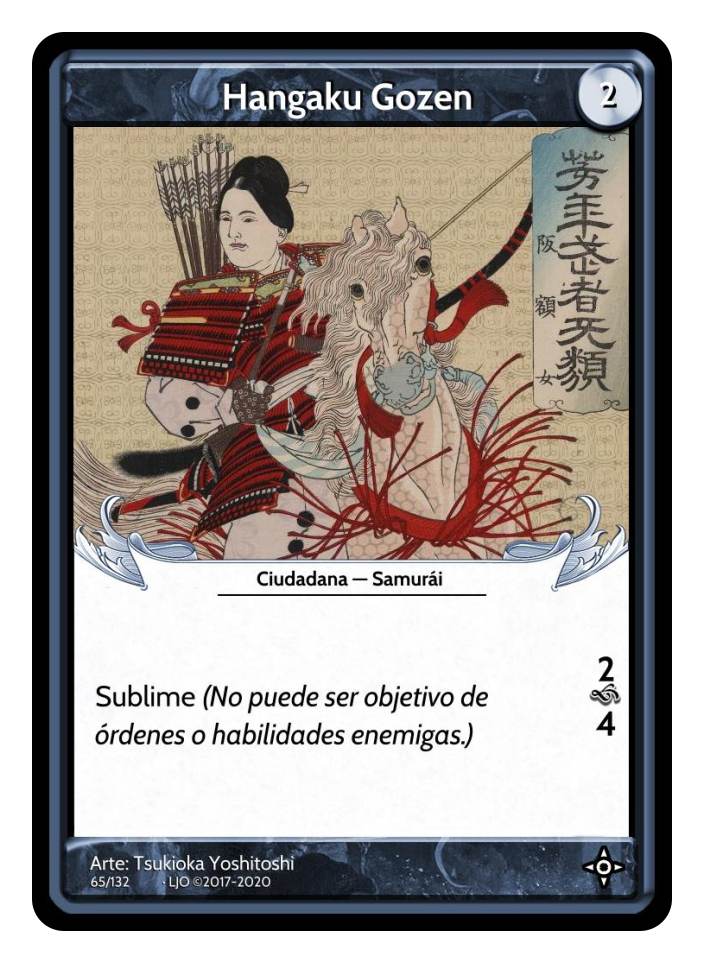 Hangaku Gozen
2
芳年武者无類
阪額女
Ciudadana — Samurái
Sublime (No puede ser objetivo de
órdenes o habilidades enemigas.)
2
4
Arte: Tsukioka Yoshitoshi
65/132 · LJO ©2017-2020